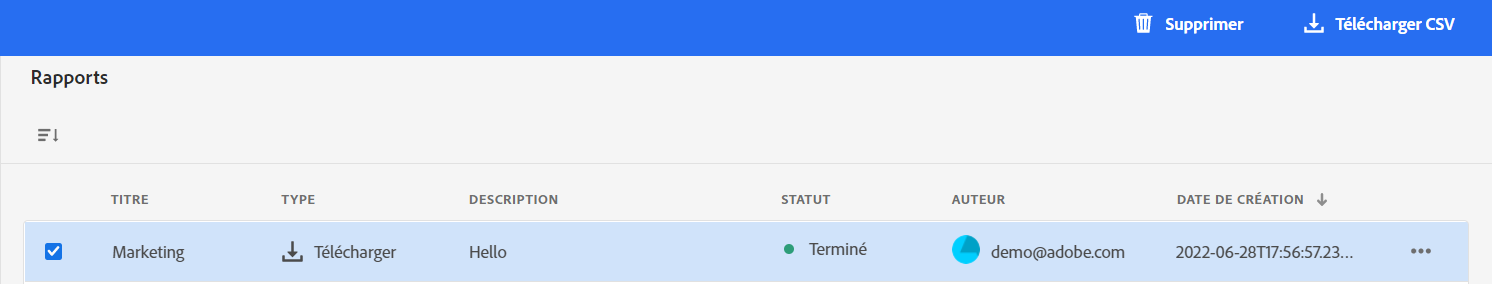 Supprimer Télécharger CSV
Rapports
TITRE TYPE DESCRIPTION STATUT AUTEUR DATE DE CRÉATION
Marketing Télécharger Hello Terminé demo@adobe.com 2022-06-28T17:56:57.23...